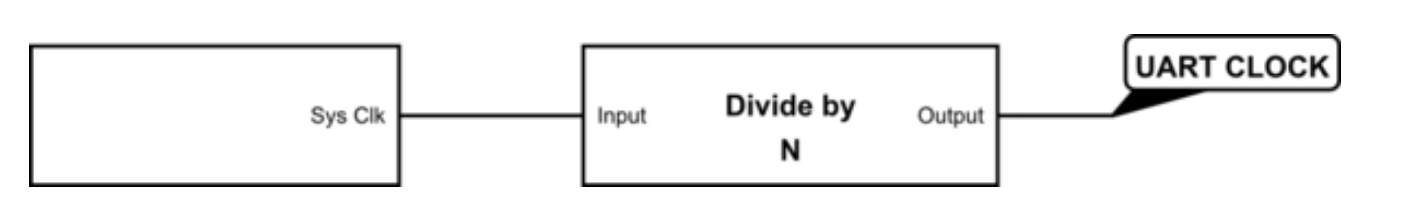 Sys Clk
Input
Divide by
N
Output
UART CLOCK